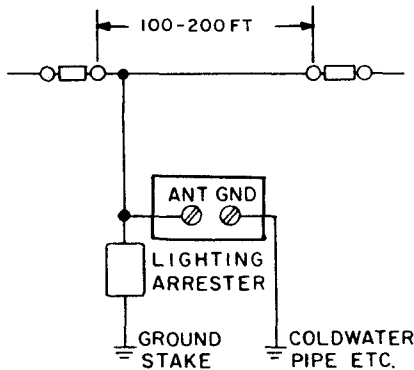 100-200 FT
ANT GND
LIGHTING
ARRESTER
GROUND
STAKE
COLDWATER
PIPE ETC.